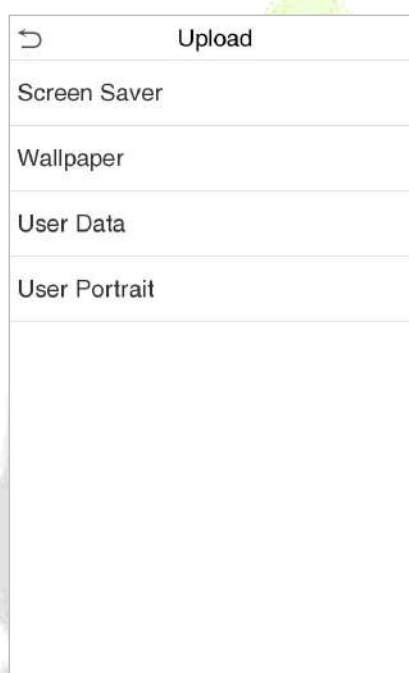 Upload
Screen Saver
Wallpaper
User Data
User Portrait